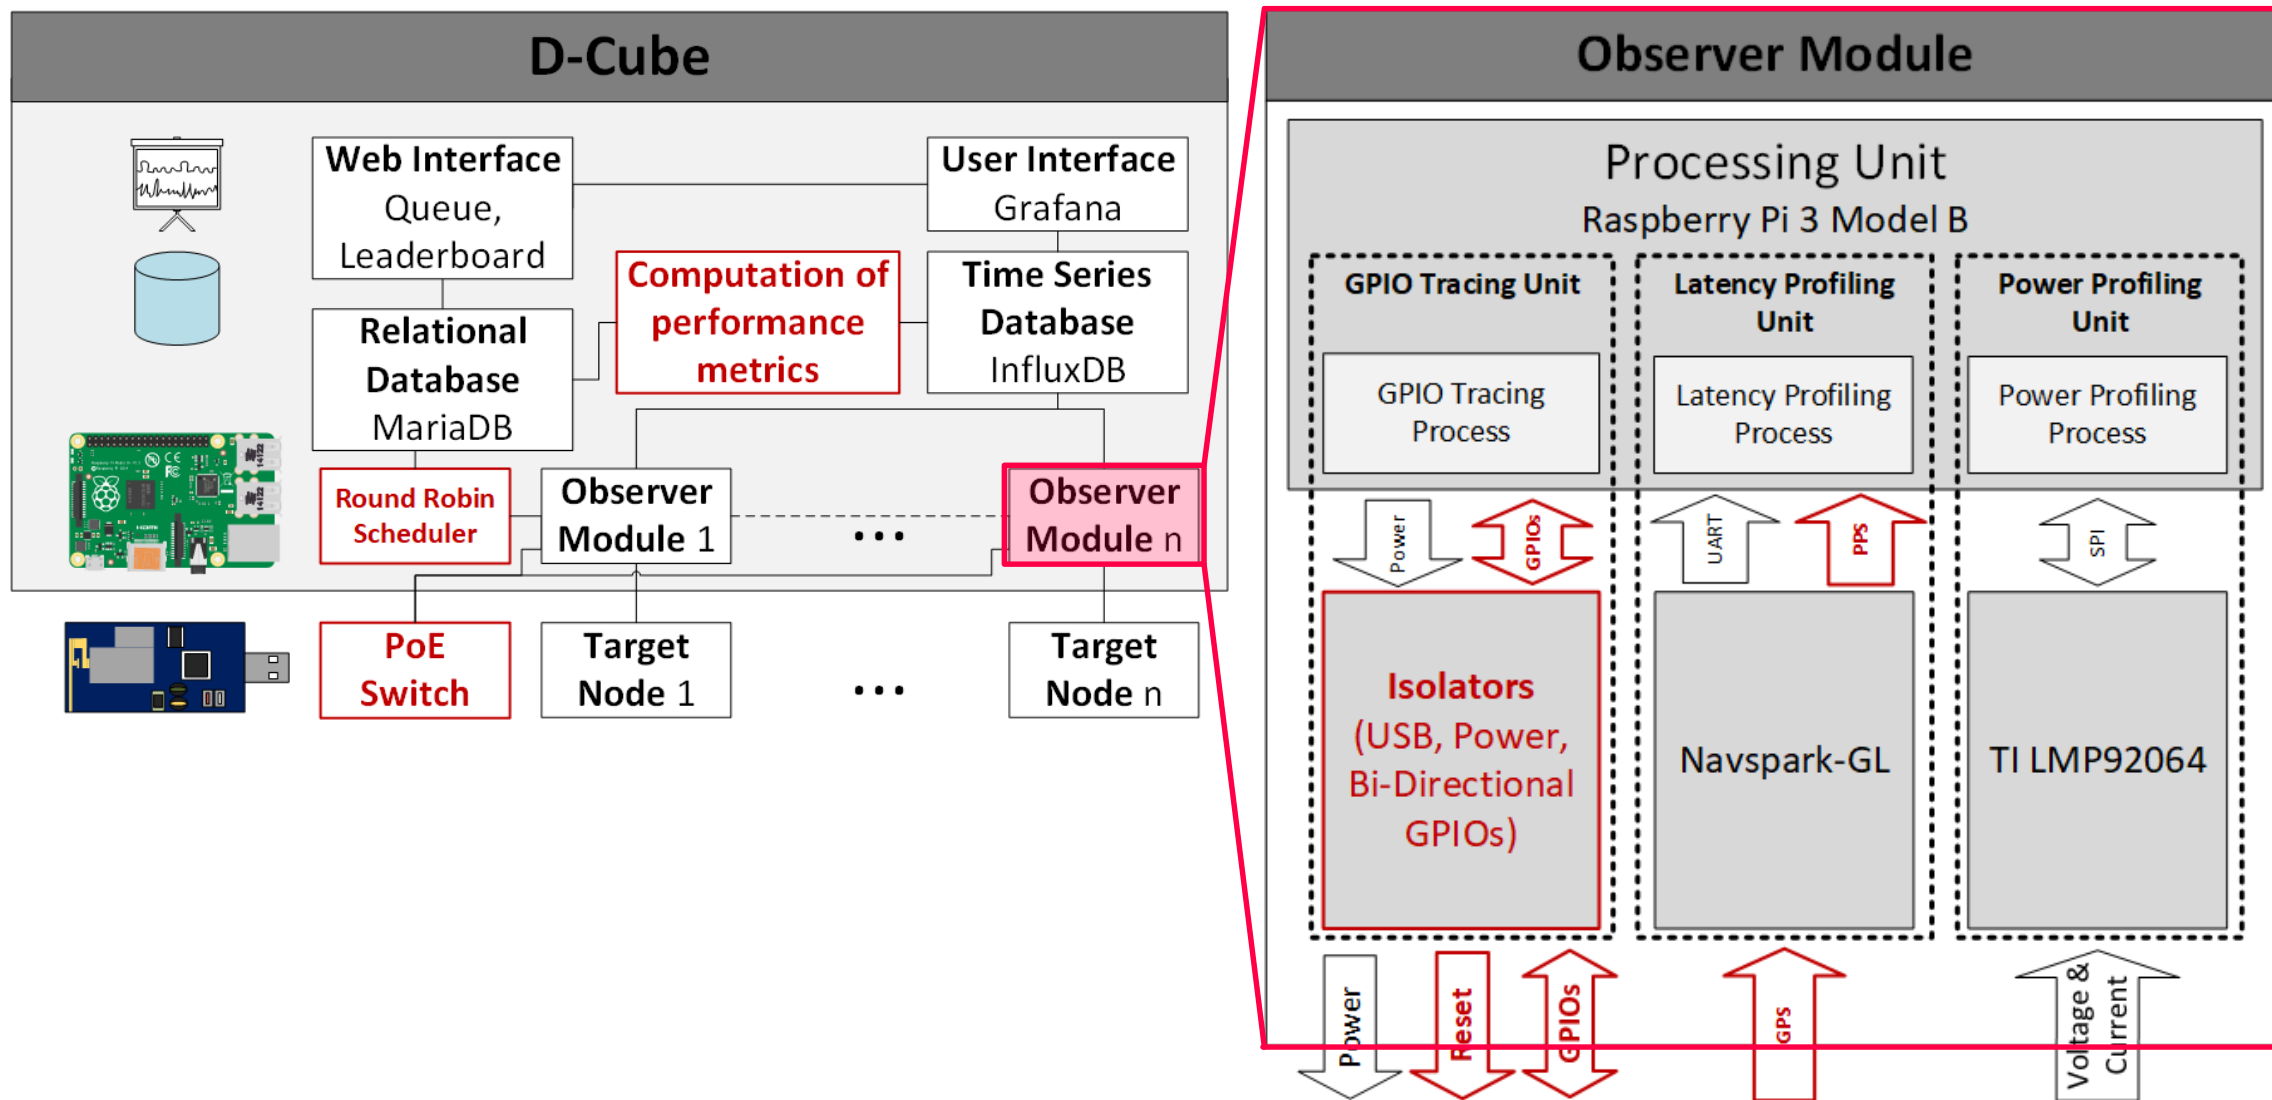 D-Cube
Web Interface
Queue,
Leaderboard
User Interface
Grafana
Computation of
performance
metrics
Time Series
Database
InfluxDB
Relational
Database
MariaDB
Round Robin
Scheduler
Observer
Module 1
...
Observer
Module n
PoE
Switch
Target
Node 1
...
Target
Node n
Observer Module
Processing Unit
Raspberry Pi 3 Model B
GPIO Tracing Unit
GPIO Tracing
Process
Latency Profiling
Unit
Latency Profiling
Process
Power Profiling
Unit
Power Profiling
Process
Power
GPIOs
UART
PPS
SPI
Isolators
(USB, Power,
Bi-Directional
GPIOs)
Navspark-GL
TI LMP92064
Power
Reset
GPIOs
GPS
Voltage &
Current